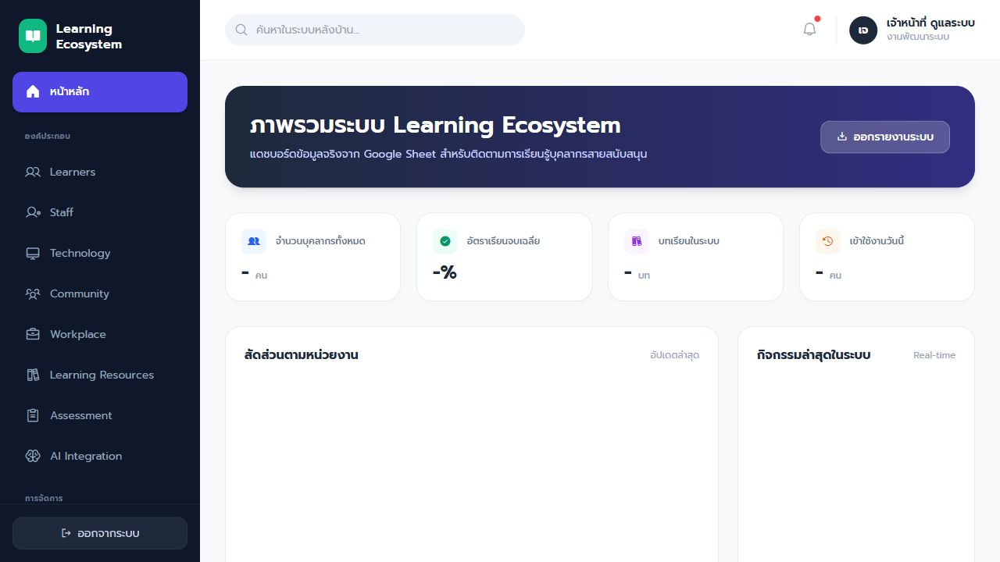 Learning
Ecosystem
หน้าหลัก
องค์ประกอบ
Learners
Staff
Technology
Community
Workplace
Learning Resources
Assessment
AI Integration
การจัดการ
ออกจากระบบ
ค้นหาในระบบหลังบ้าน...
เจ
เจ้าหน้าที่ ดูแลระบบ
งานพัฒนาระบบ
ภาพรวมระบบ Learning Ecosystem
แดชบอร์ดข้อมูลจริงจาก Google Sheet สำหรับติดตามการเรียนรู้บุคลากรสายสนับสนุน
ออกรายงานระบบ
จำนวนบุคลากรทั้งหมด
- คน
อัตราเรียนจบเฉลี่ย
-%
บทเรียนในระบบ
- บท
เข้าใช้งานวันนี้
- คน
สัดส่วนตามหน่วยงาน
อัปเดตล่าสุด
กิจกรรมล่าสุดในระบบ
Real-time